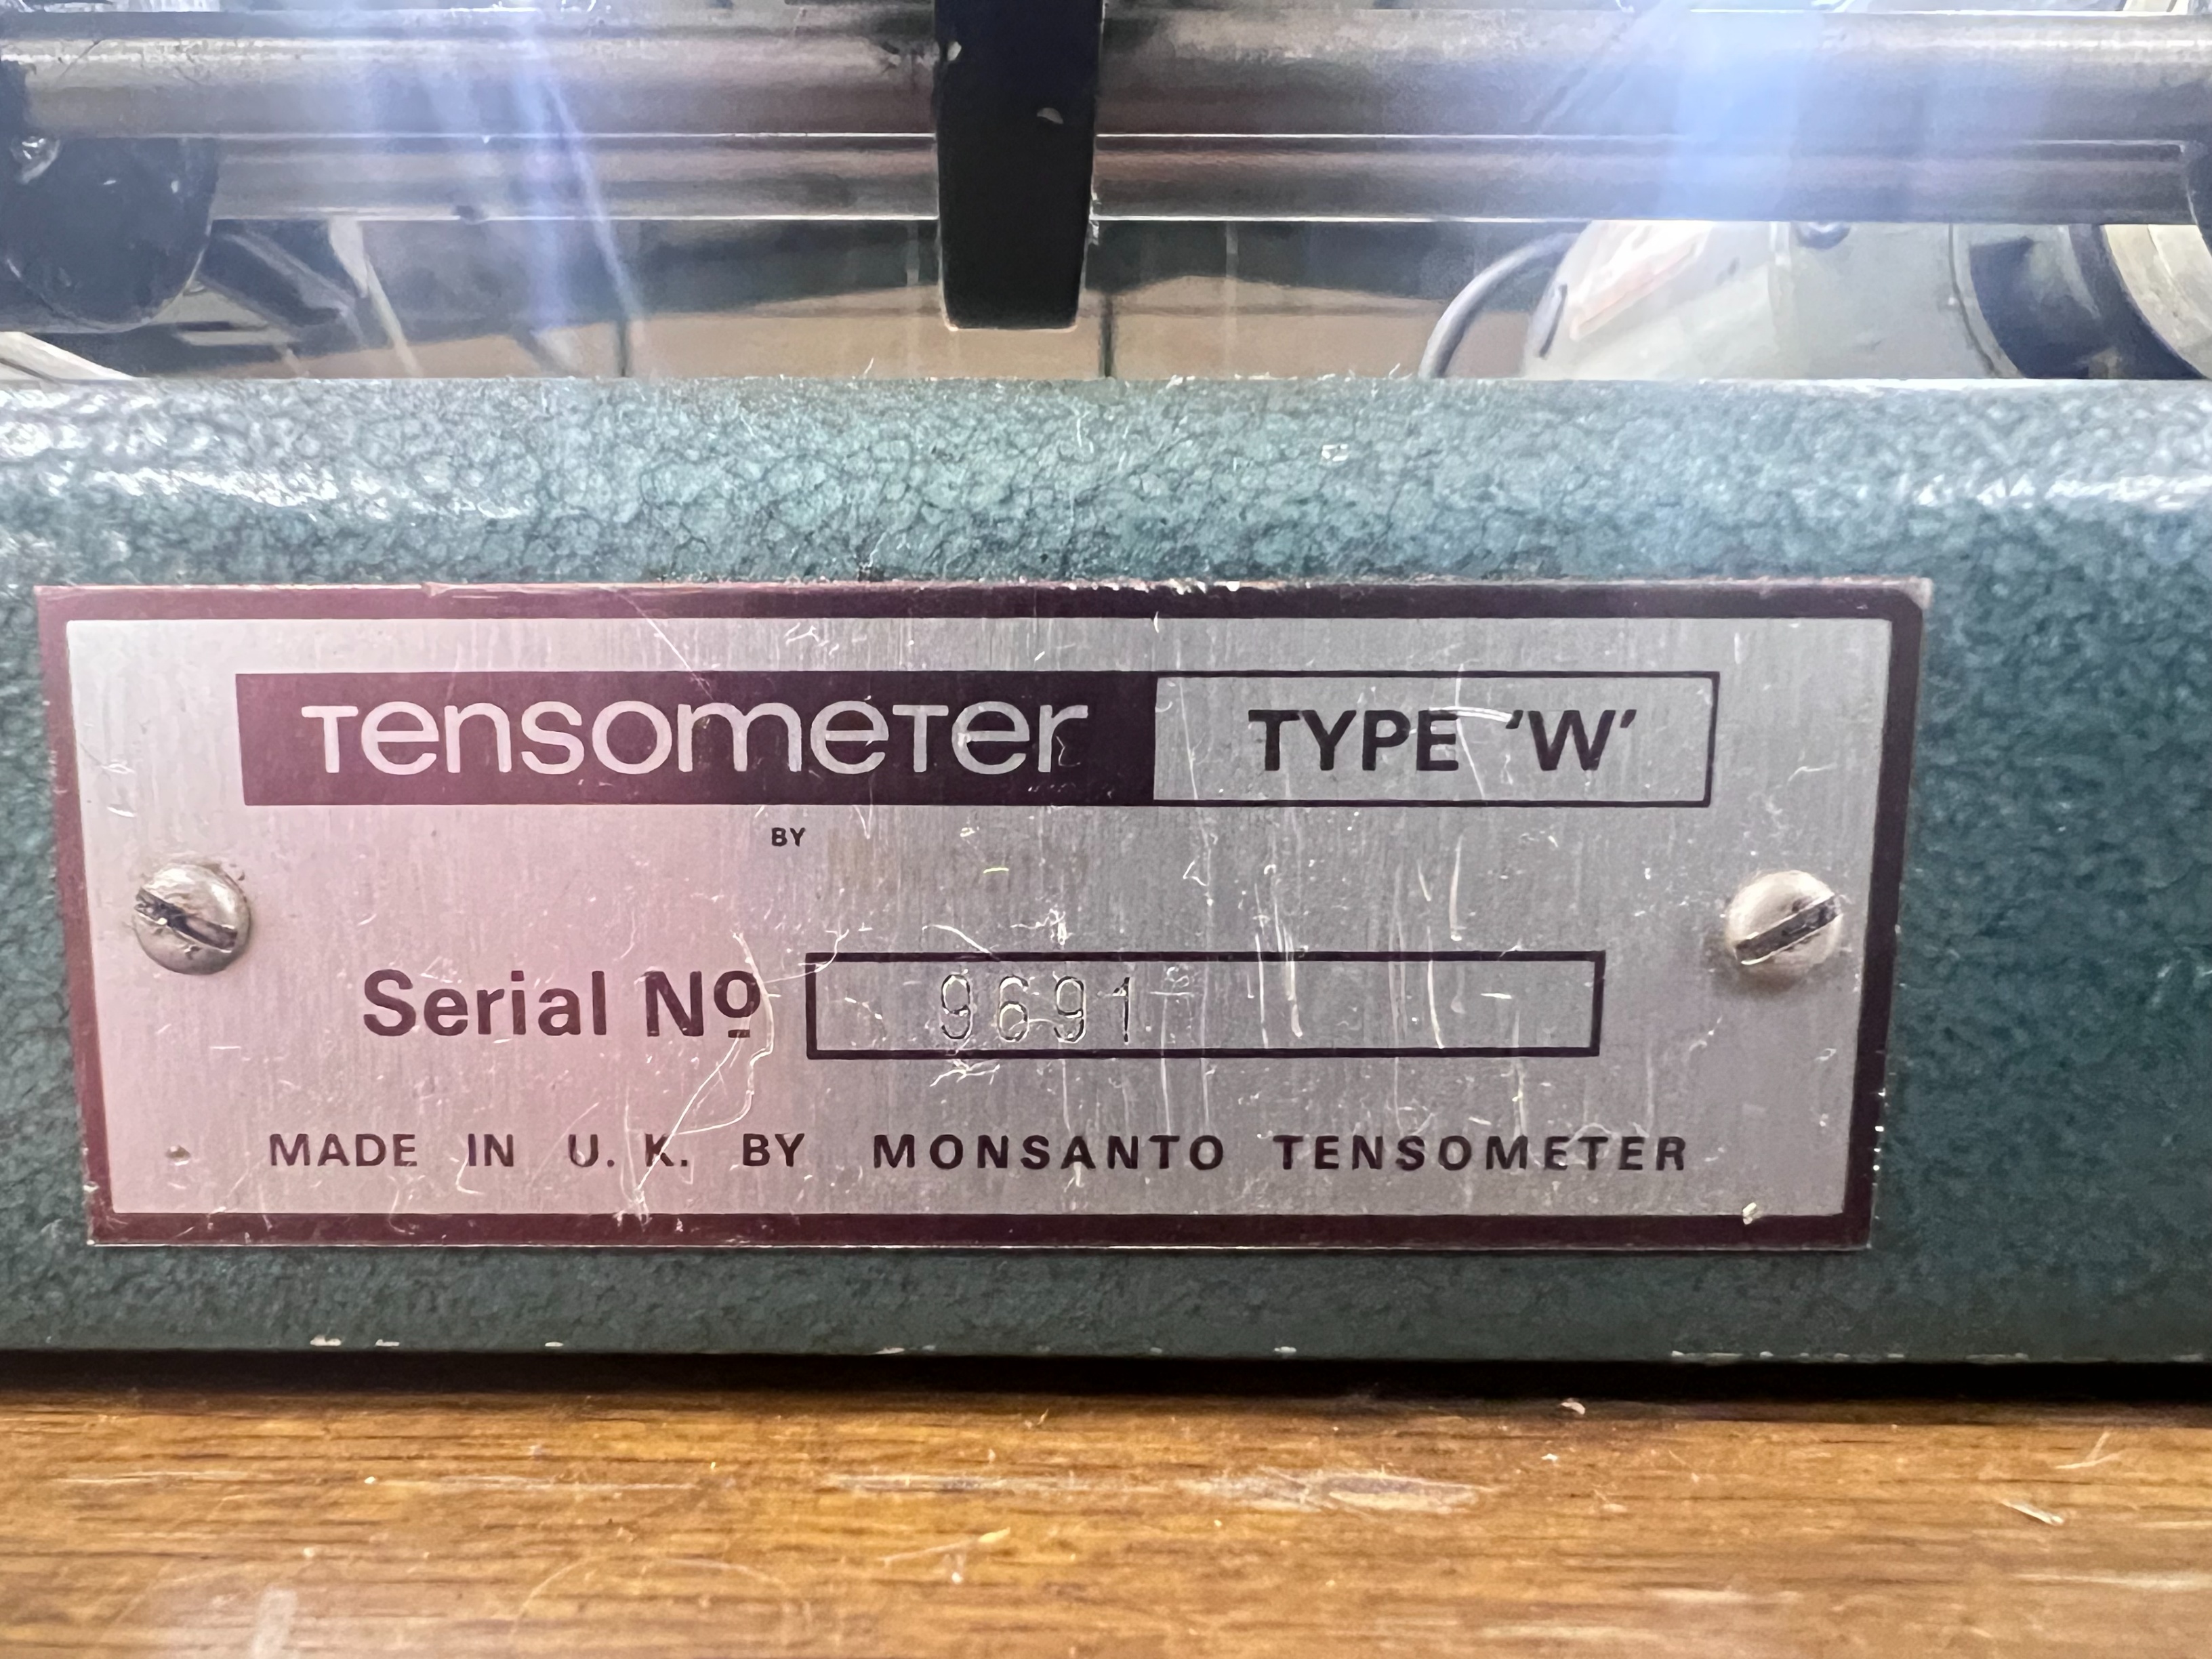 Tensometer TYPE 'W'
BY
Serial Nº 9691
MADE IN U. K. BY MONSANTO TENSOMETER